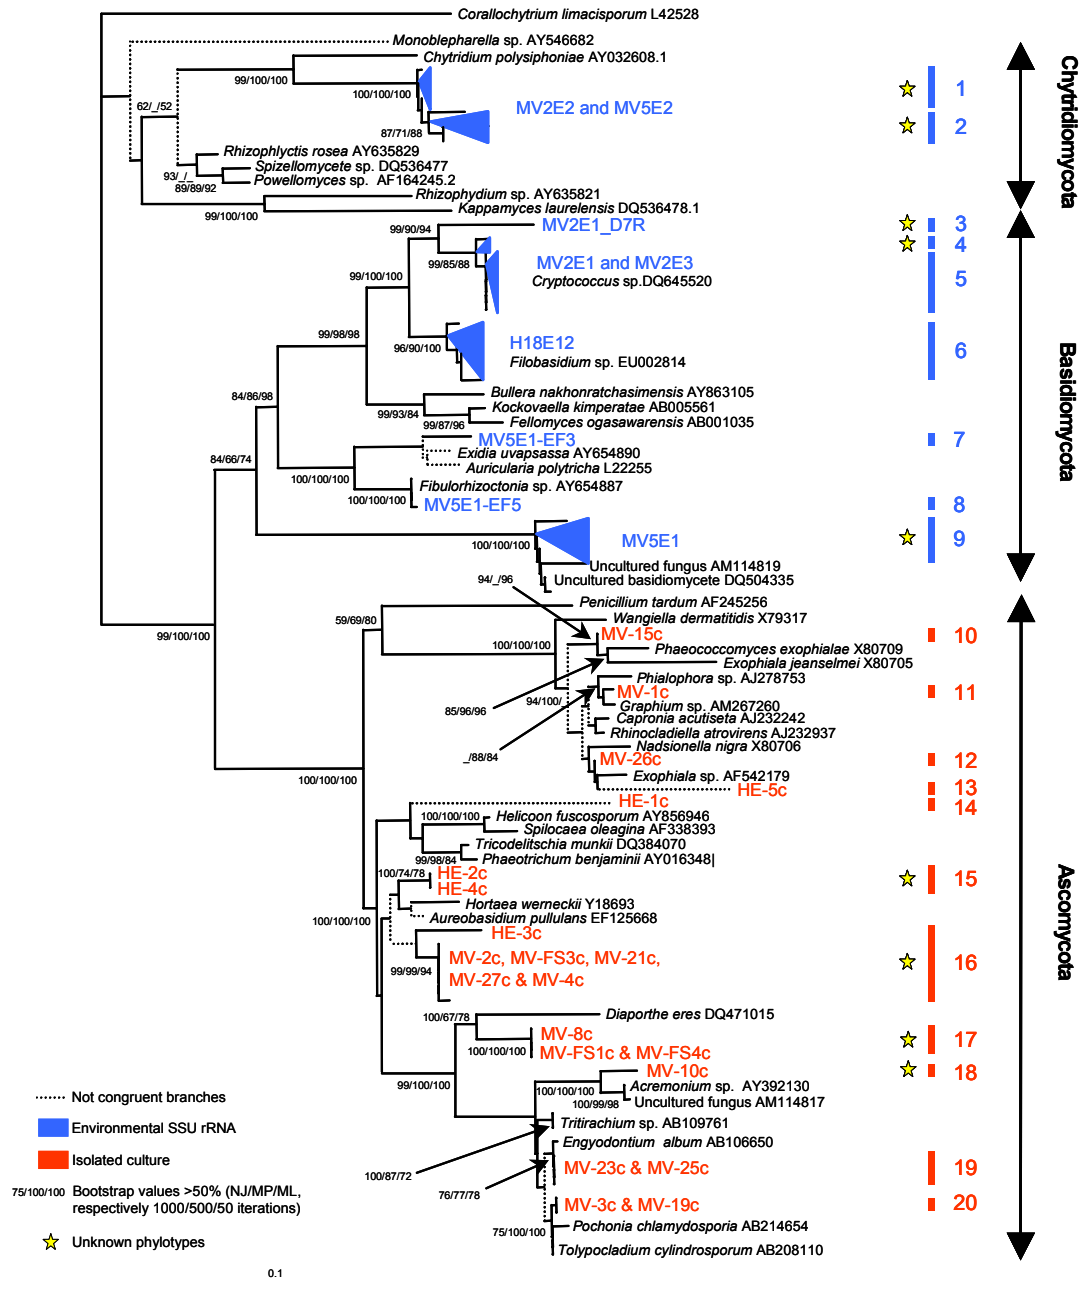 Corallochytrium limacisporum L42528
Monoblepharella sp. AY546682
Chytridium polysiphoniae AY032608.1
99/100/100
100/100/100
1
MV2E2 and MV5E2
62/_/52
2
87/71/88
Rhizophlyctis rosea AY635829
Spizellomycete sp. DQ536477
93/_/_
Powellomyces sp. AF164245.2
89/89/92
Rhizophydium sp. AY635821
Kappamyces laurelensis DQ536478.1
99/100/100
Chytridiomycota
MV2E1_D7R
3
99/90/94
4
99/85/88
MV2E1 and MV2E3
5
99/100/100
Cryptococcus sp.DQ645520
99/98/98
H18E12
6
96/90/100
Filobasidium sp. EU002814
Bullera nakhonratchasimensis AY863105
84/86/98
Kockovaella kimperatae AB005561
99/93/84
Fellomyces ogasawarensis AB001035
99/87/96
MV5E1-EF3
7
Exidia uvapsassa AY654890
84/66/74
Auricularia polytricha L22255
100/100/100
Fibulorhizoctonia sp. AY654887
100/100/100
MV5E1-EF5
8
MV5E1
9
100/100/100
Uncultured fungus AM114819
Uncultured basidiomycete DQ504335
Basidiomycota
94/_/96
Penicillium tardum AF245256
59/69/80
Wangiella dermatitidis X79317
99/100/100
MV-15c
10
100/100/100
Phaeococcomyces exophialae X80709
Exophiala jeanselmei X80705
Phialophora sp. AJ278753
MV-1c
11
94/100/_
Graphium sp. AM267260
85/96/96
Capronia acutiseta AJ232242
Rhinocladiella atrovirens AJ232937
Nadsionella nigra X80706
_/88/84
MV-26c
12
Exophiala sp. AF542179
100/100/100
HE-5c
13
HE-1c
14
Helicoon fuscosporum AY856946
100/100/100
Spilocaea oleagina AF338393
Tricodelitschia munkii DQ384070
Phaeotrichum benjaminii AY016348|
99/98/84
100/74/78
HE-2c
15
HE-4c
Hortaea werneckii Y18693
Aureobasidium pullulans EF125668
100/100/100
HE-3c
MV-2c, MV-FS3c, MV-21c,
16
99/99/94
MV-27c & MV-4c
Diaporthe eres DQ471015
100/67/78
MV-8c
17
100/100/100
MV-FS1c & MV-FS4c
MV-10c
18
99/100/100
100/100/100
Acremonium sp. AY392130
100/99/98
Uncultured fungus AM114817
Tritirachium sp. AB109761
Engyodontium album AB106650
MV-23c & MV-25c
19
100/87/72
76/77/78
MV-3c & MV-19c
20
Pochonia chlamydosporia AB214654
75/100/100
Tolypocladium cylindrosporum AB208110
Ascomycota
Not congruent branches
Environmental SSU rRNA
Isolated culture
75/100/100 Bootstrap values >50% (NJ/MP/ML,
respectively 1000/500/50 iterations)
Unknown phylotypes
0.1